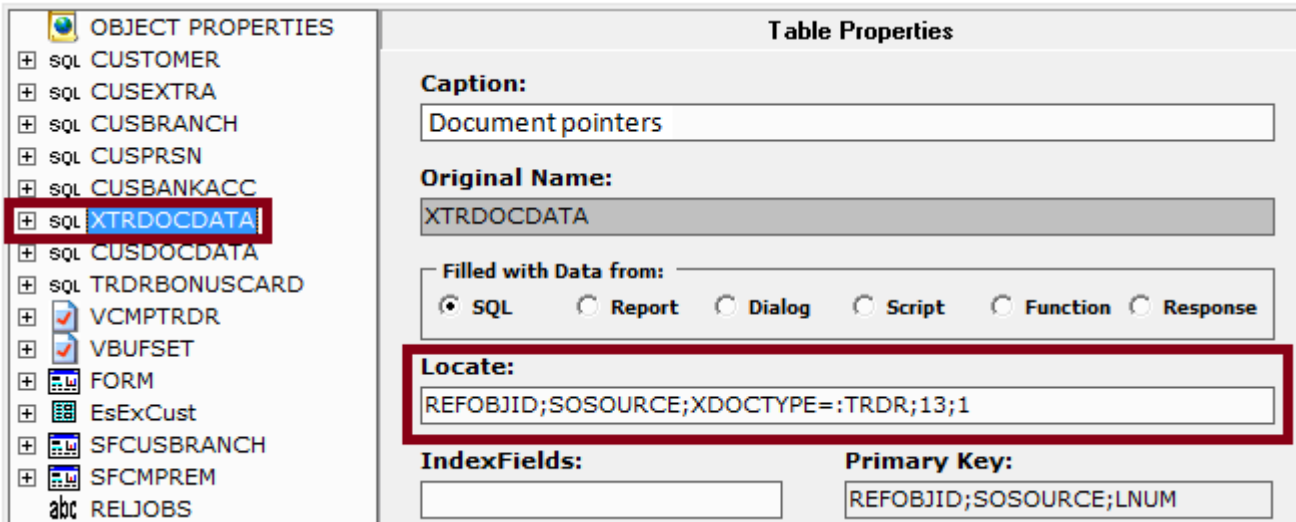 OBJECT PROPERTIES
SQL CUSTOMER
SQL CUSEXTRA
SQL CUSBRANCH
SQL CUSPRSN
SQL CUSBANKACC
SQL XTRDOCDATA
SQL CUSDOCDATA
SQL TRDRBONUSCARD
VCMPTRDR
VBUFSET
FORM
EsExCust
SFCUSBRANCH
SFCMPREM
abc RELJOBS
Table Properties
Caption:
Document pointers
Original Name:
XTRDOCDATA
Filled with Data from:
SQL Report Dialog Script Function Response
Locate:
REFOBJID;SOSOURCE;XDOCTYPE=:TRDR;13;1
IndexFields: Primary Key:
REFOBJID;SOSOURCE;LNUM